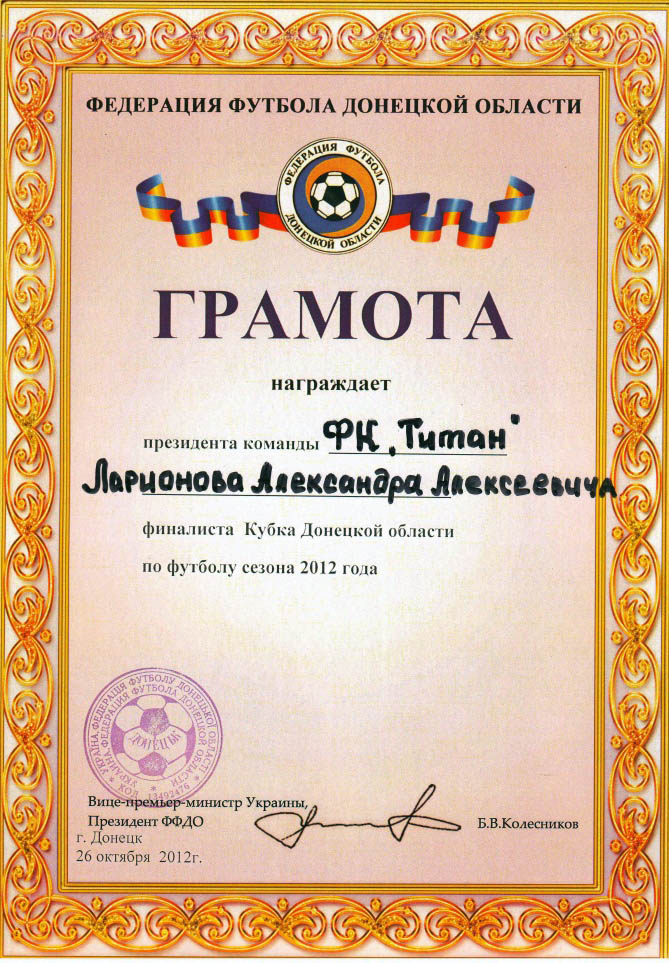 ФЕДЕРАЦИЯ ФУТБОЛА ДОНЕЦКОЙ ОБЛАСТИ
ФЕДЕРАЦИЯ ФУТБОЛА
ДОНЕЦКОЙ ОБЛАСТИ
ГРАМОТА
награждает
президента команды ФК „Титан"
Ларионова Александра Алексеевича
финалиста Кубка Донецкой области
по футболу сезона 2012 года
УКРАЇНА ФЕДЕРАЦІЯ ФУТБОЛУ ДОНЕЦЬКОЇ ОБЛАСТІ
УКРАИНА ФЕДЕРАЦИЯ ФУТБОЛА ДОНЕЦКОЙ ОБЛАСТИ
ДОНЕЦЬК
* КОД 13492476 *
Вице-премьер-министр Украины,
Президент ФФДО Б.В.Колесников
г. Донецк
26 октября 2012г.